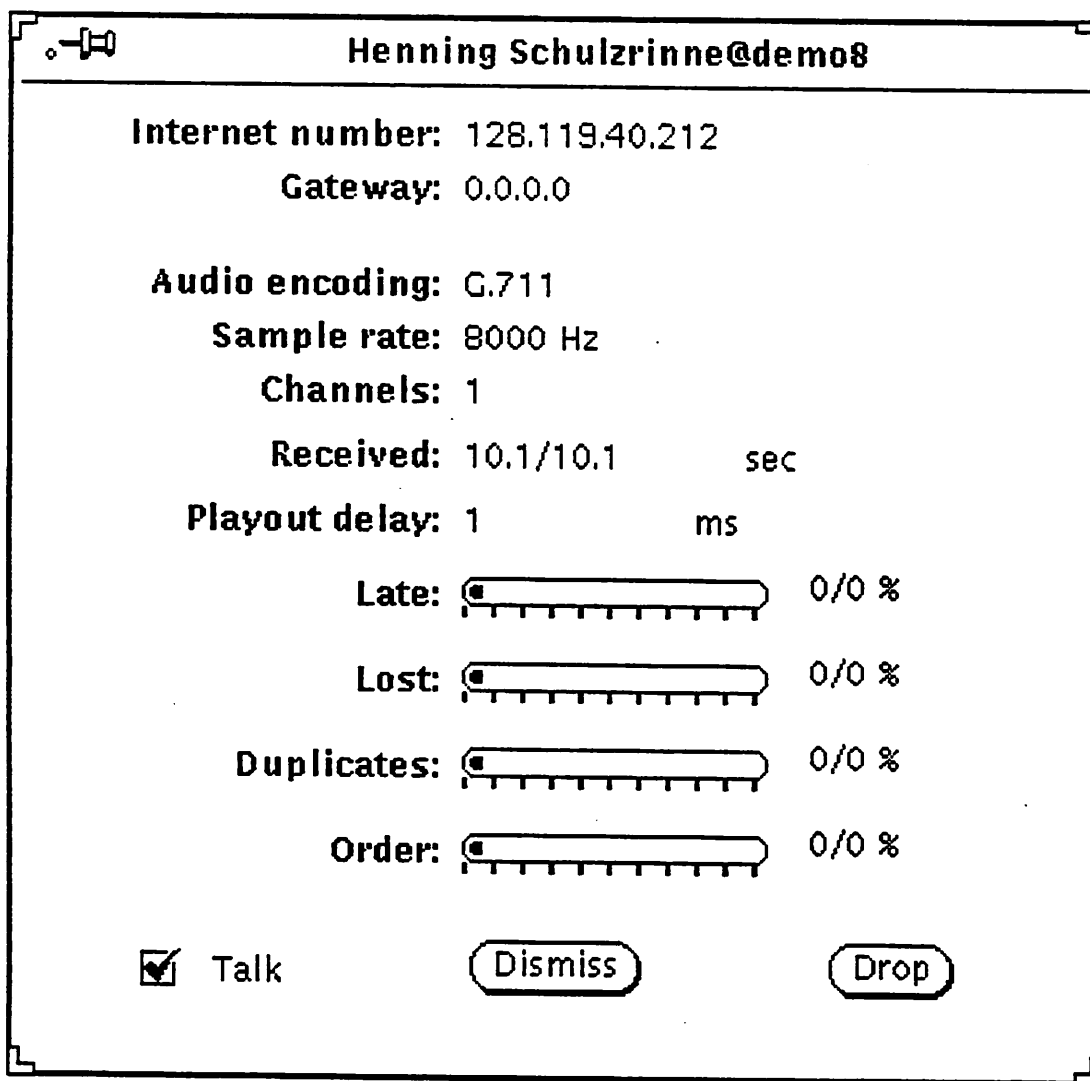 Henning Schulzrinne@demo8
Internet number: 128.119.40.212
Gateway: 0.0.0.0
Audio encoding: G.711
Sample rate: 8000 Hz
Channels: 1
Received: 10.1/10.1 sec
Playout delay: 1 ms
Late: 0/0 %
Lost: 0/0 %
Duplicates: 0/0 %
Order: 0/0 %
Talk Dismiss Drop